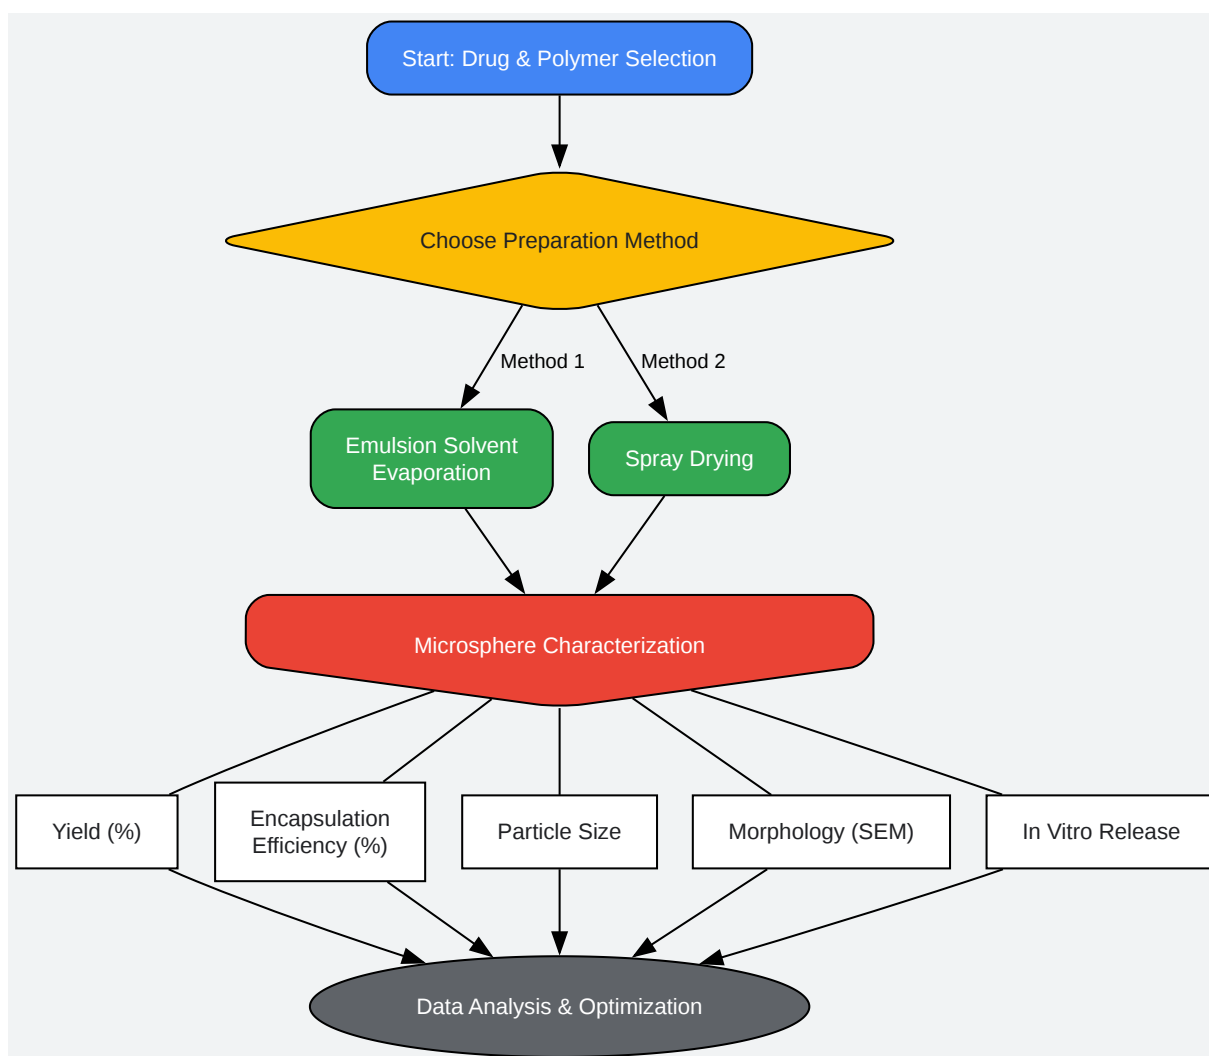 Start: Drug & Polymer Selection
Choose Preparation Method
Method 1
Method 2
Emulsion Solvent
Evaporation
Spray Drying
Microsphere Characterization
Yield (%)
Encapsulation
Efficiency (%)
Particle Size
Morphology (SEM)
In Vitro Release
Data Analysis & Optimization